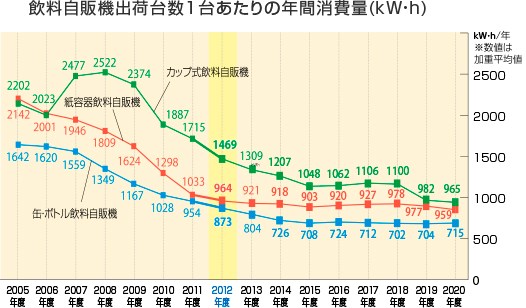 飲料自販機出荷台数1台あたりの年間消費量(kW・h)
kW・h/年
※数値は
加重平均値
2500
2000
1500
1000
500
0
カップ式飲料自販機
紙容器飲料自販機
缶・ボトル飲料自販機
2202 2023 2477 2522 2374 1887 1715 1469 1309 1207 1048 1062 1106 1100 982 965
2142 2001 1946 1809 1624 1298 1033 964 921 918 903 920 927 978 977 959
1642 1620 1559 1349 1167 1028 954 873 804 726 708 724 712 702 704 715
2005 2006 2007 2008 2009 2010 2011 2012 2013 2014 2015 2016 2017 2018 2019 2020
年度 年度 年度 年度 年度 年度 年度 年度 年度 年度 年度 年度 年度 年度 年度 年度